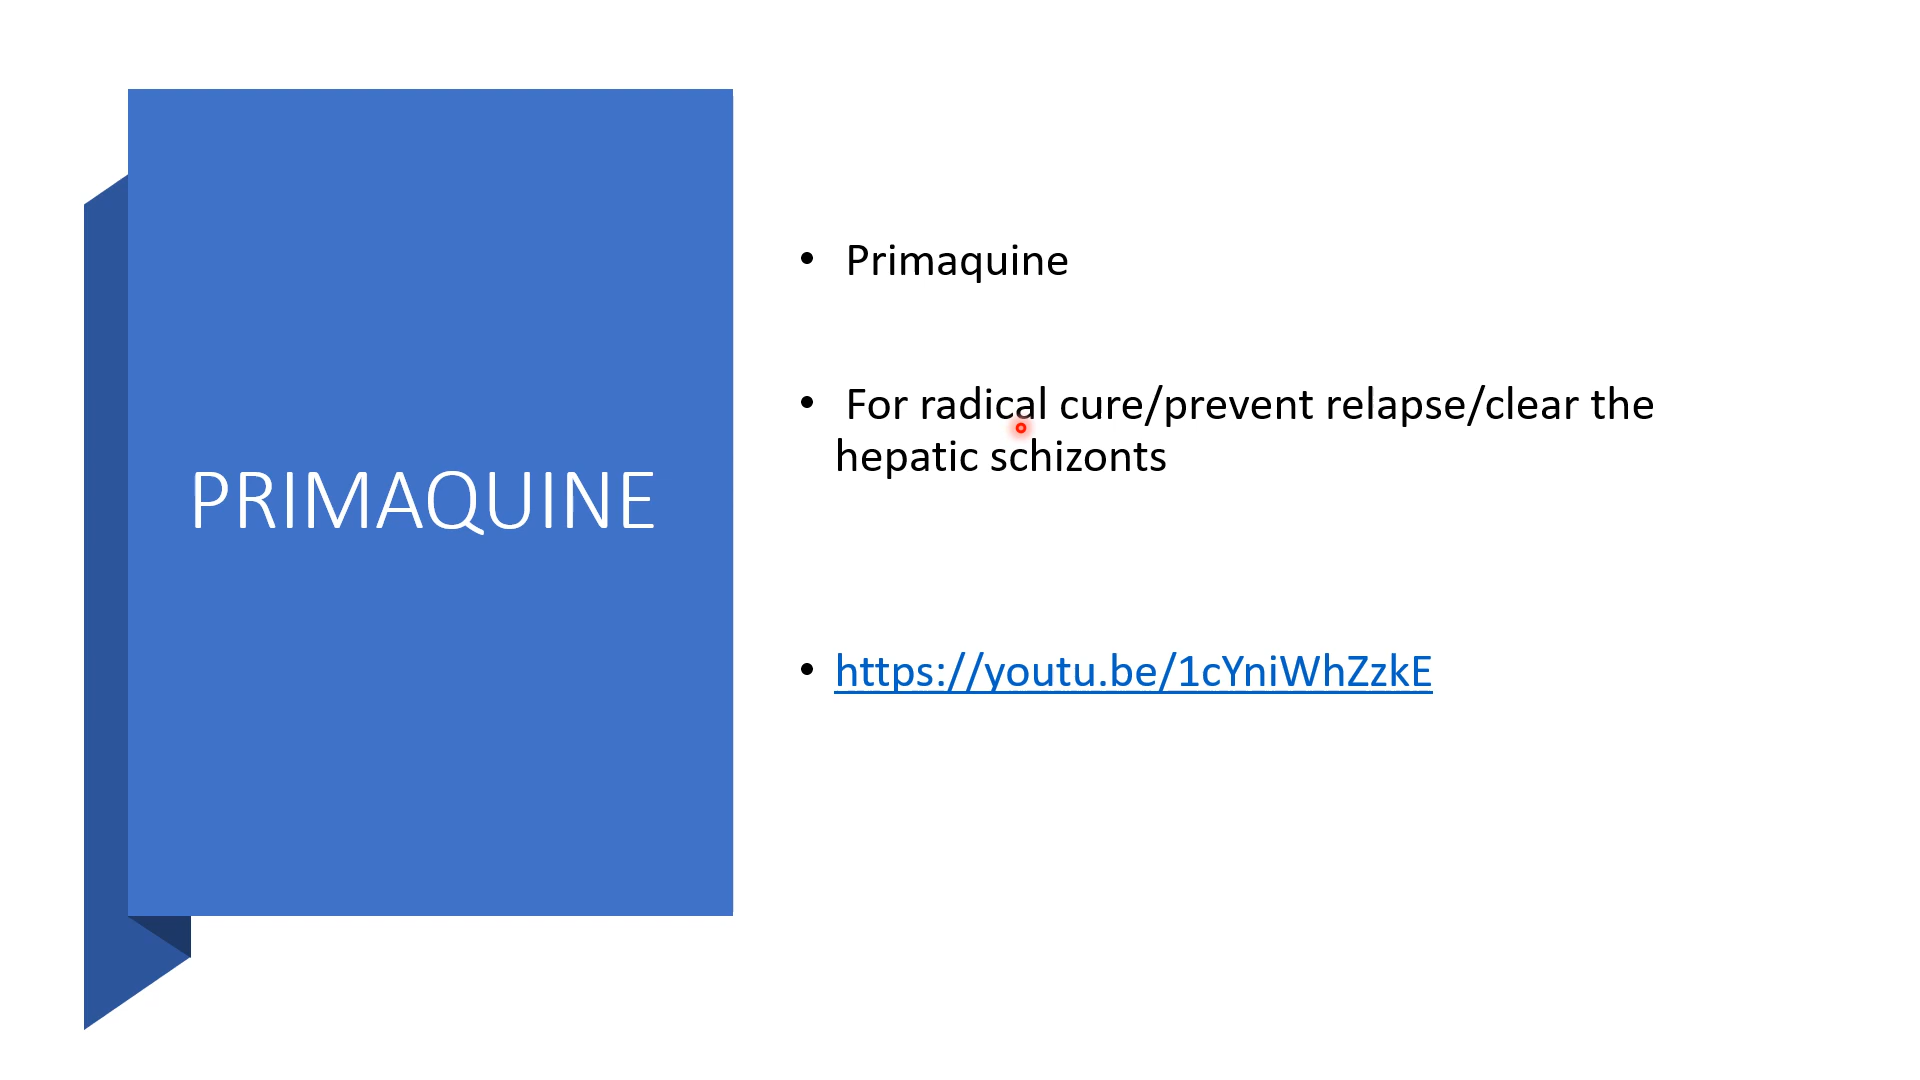 PRIMAQUINE
• Primaquine
• For radical cure/prevent relapse/clear the
hepatic schizonts
• https://youtu.be/1cYniWhZzkE